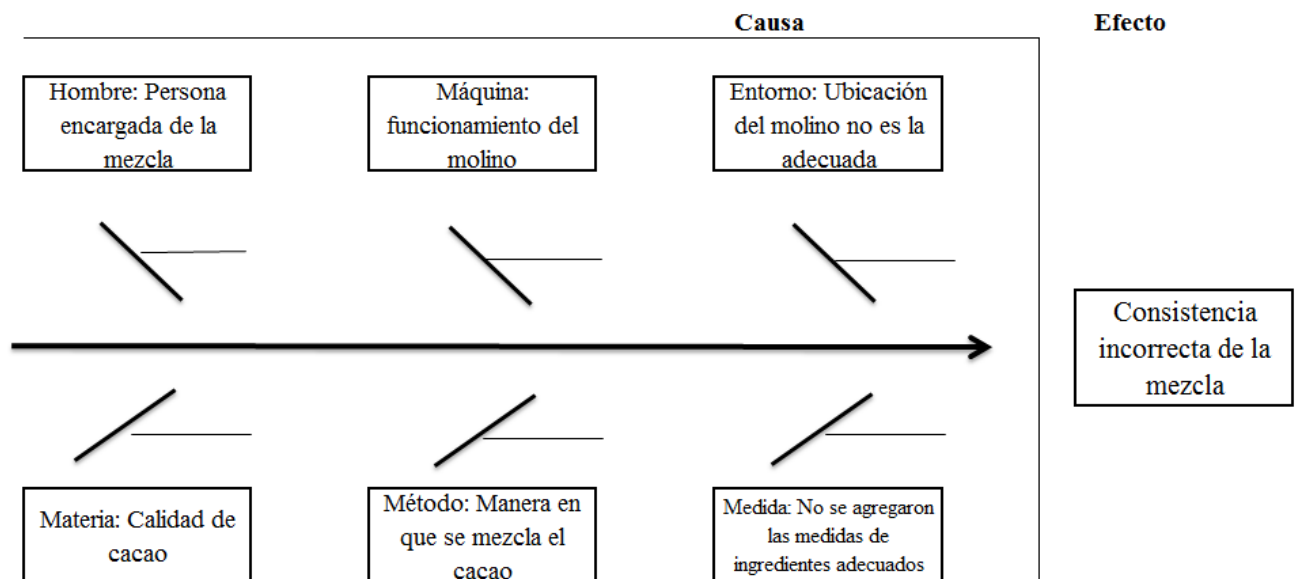 Causa
Efecto
Hombre: Persona
encargada de la
mezcla
Máquina:
funcionamiento del
molino
Entorno: Ubicación
del molino no es la
adecuada
Consistencia
incorrecta de la
mezcla
Materia: Calidad de
cacao
Método: Manera en
que se mezcla el
cacao
Medida: No se agregaron
las medidas de
ingredientes adecuados